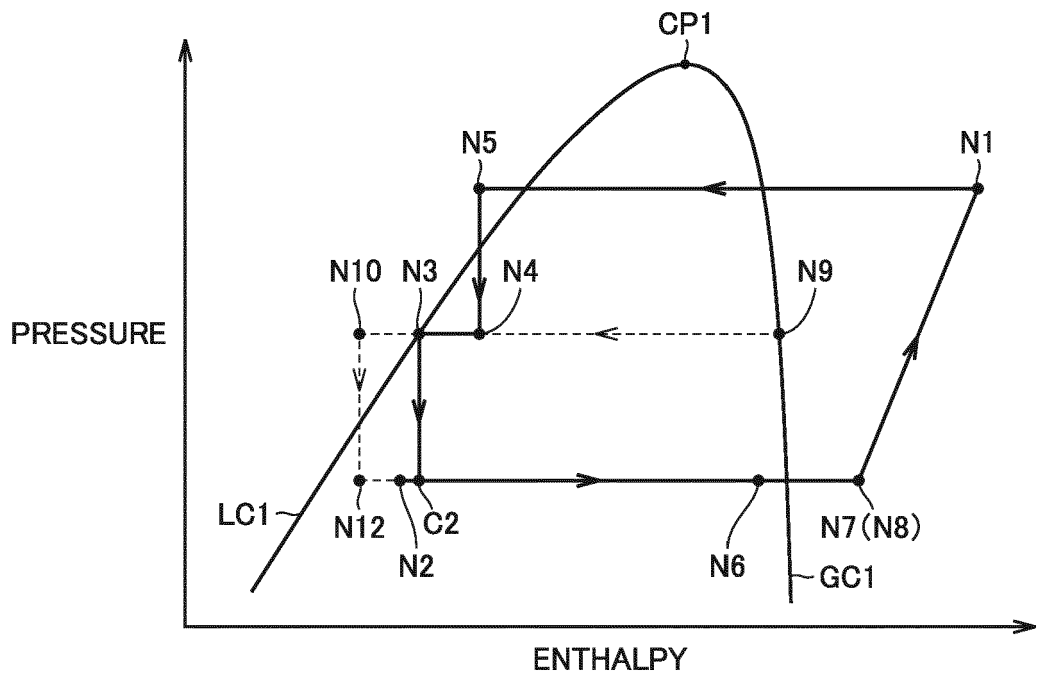 CP1
N5
N1
N10
N3
N4
N9
PRESSURE
LC1
N12
C2
N7(N8)
N2
N6
GC1
ENTHALPY